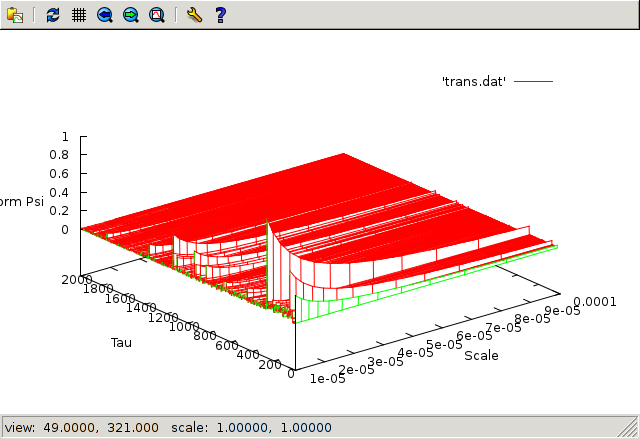 ?
'trans.dat'
1
0.8
0.6
0.4
0.2
0
orm Psi
2000
1800
1600
1400
1200
1000
800
600
400
200
0
Tau
1e-05
2e-05
3e-05
4e-05
5e-05
6e-05
7e-05
8e-05
9e-05
0.0001
Scale
view: 49.0000, 321.000 scale: 1.00000, 1.00000